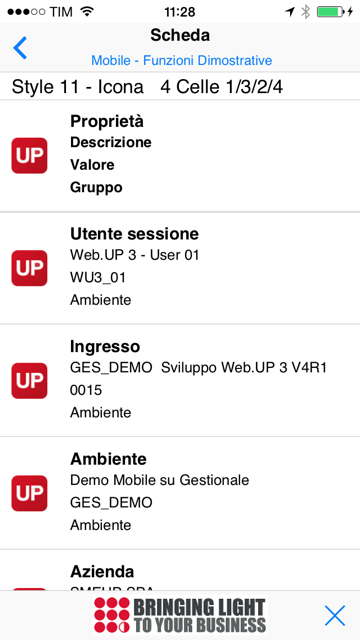 TIM 11:28
Scheda
Mobile - Funzioni Dimostrative
Style 11 - Icona 4 Celle 1/3/2/4
UP
Proprietà
Descrizione
Valore
Gruppo
UP
Utente sessione
Web.UP 3 - User 01
WU3_01
Ambiente
UP
Ingresso
GES_DEMO Sviluppo Web.UP 3 V4R1
0015
Ambiente
UP
Ambiente
Demo Mobile su Gestionale
GES_DEMO
Ambiente
Azienda
SMEUP SPA
BRINGING LIGHT
TO YOUR BUSINESS